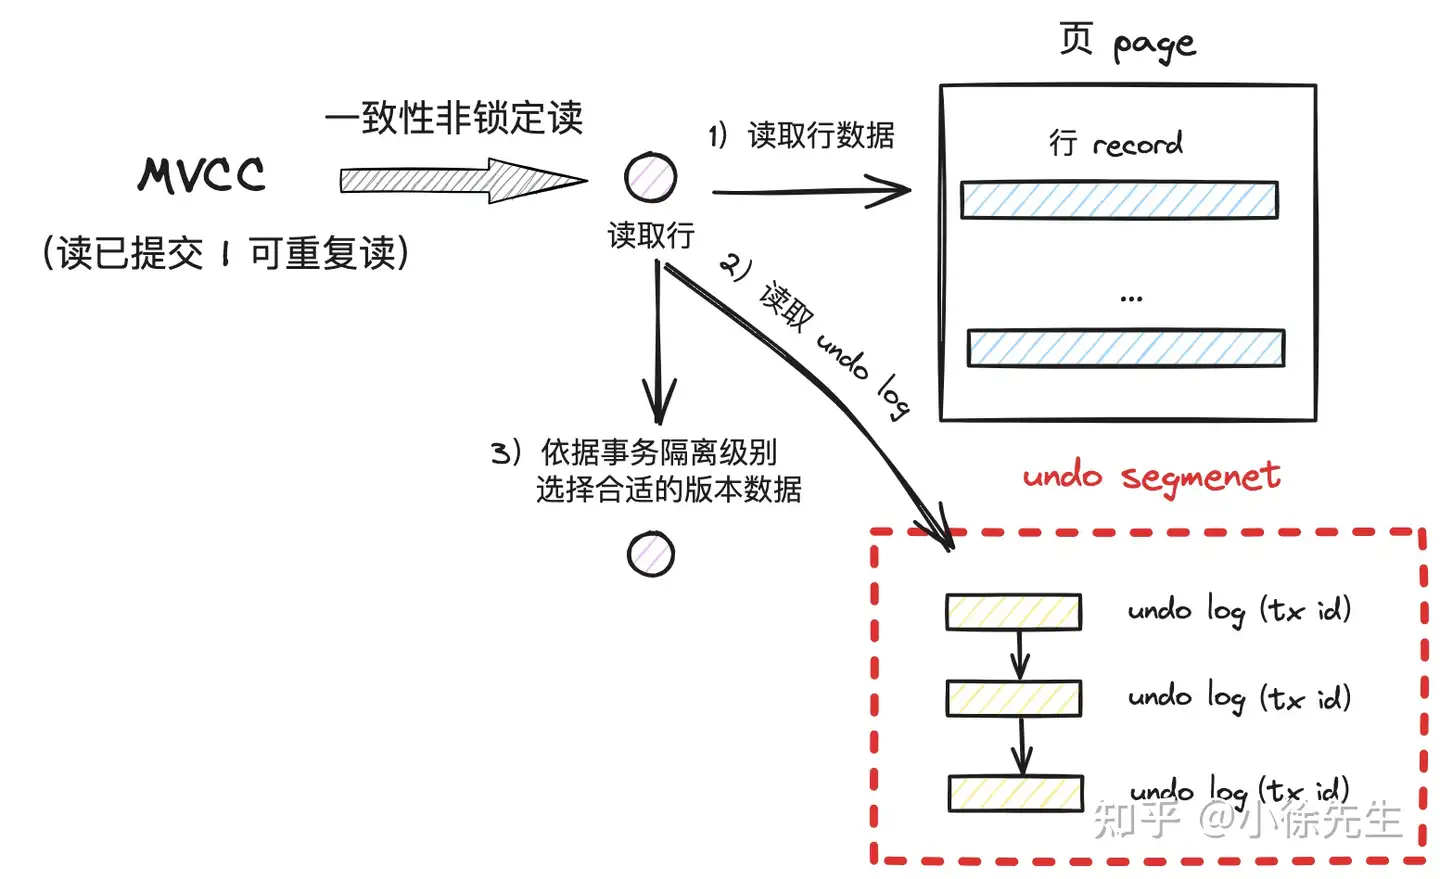 页 page
一致性非锁定读
1) 读取行数据
行 record
MVCC
读取行
(读已提交 | 可重复读)
2) 读取 undo log
...
3) 依据事务隔离级别
选择合适的版本数据
undo segmenet
undo log (tx id)
undo log (tx id)
undo log (tx id)
知乎 @小徐先生